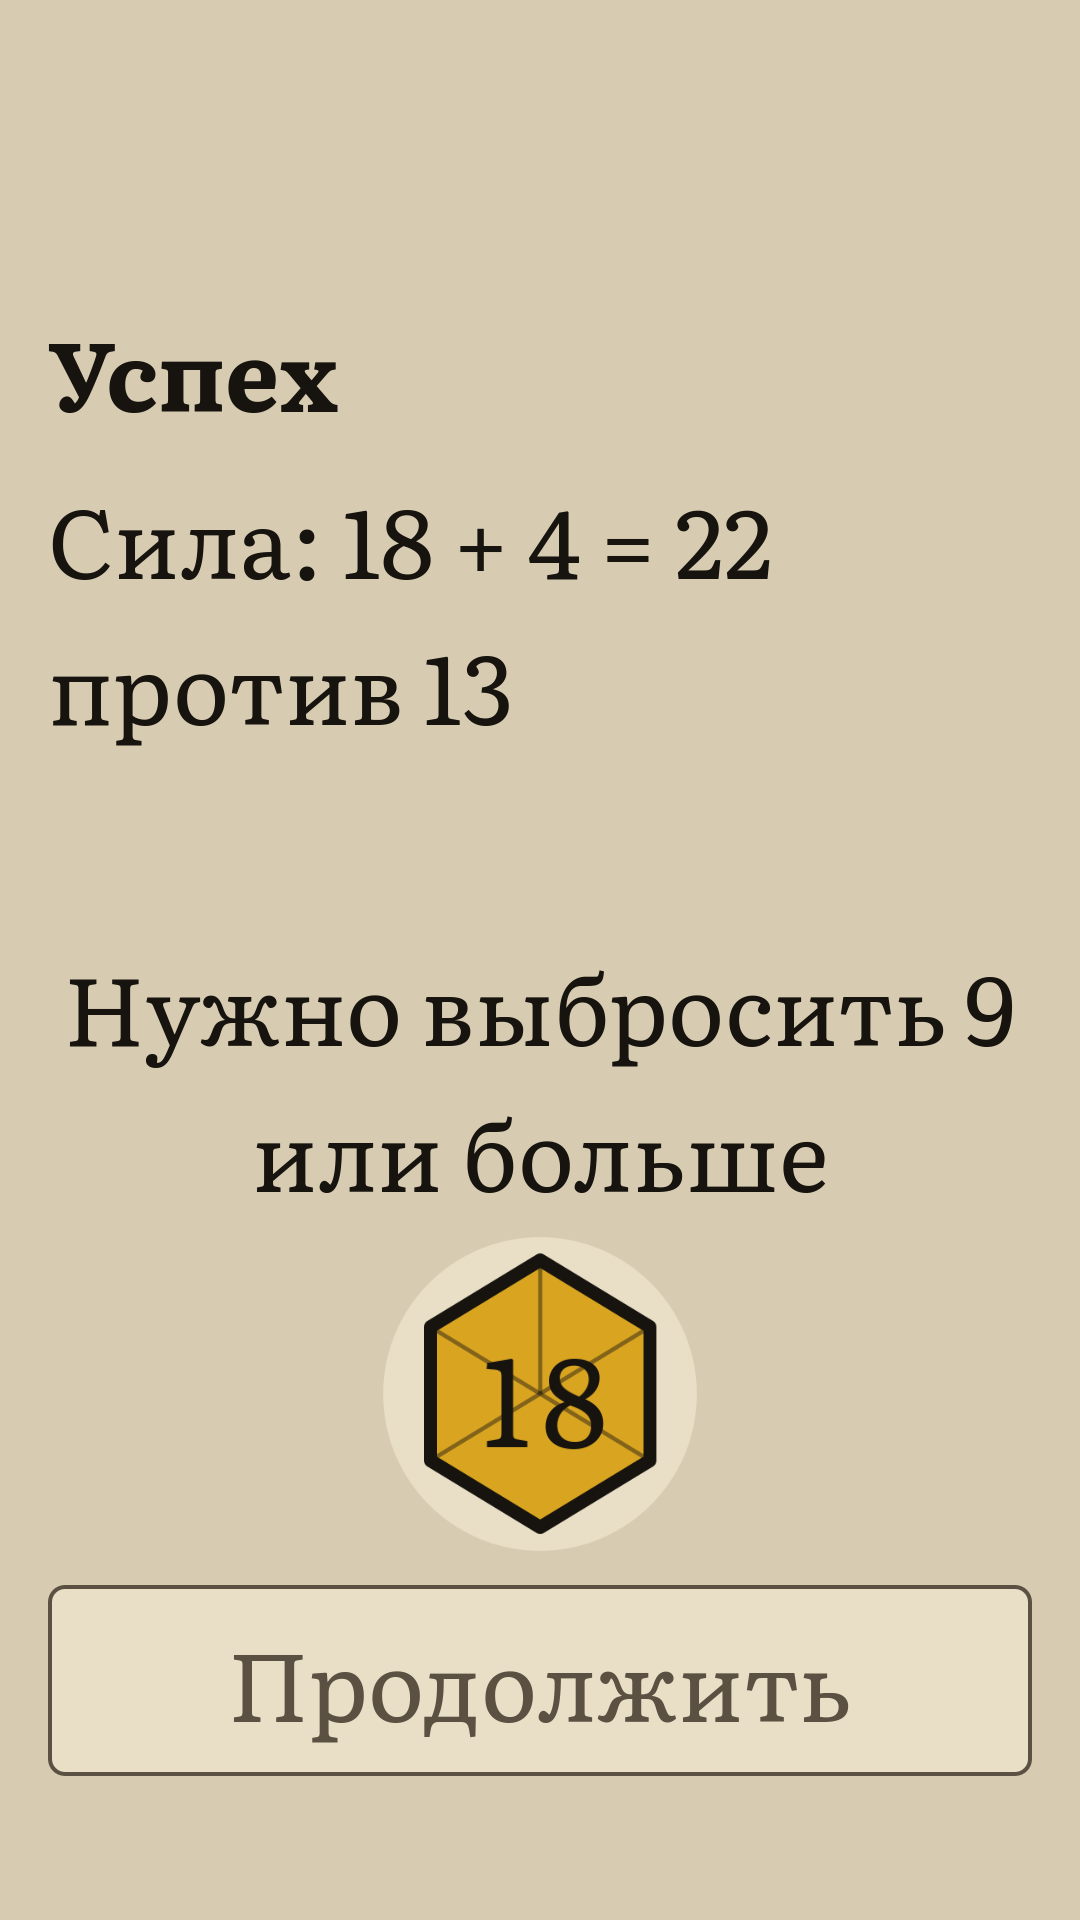 Успех
Сила: 18 + 4 = 22
против 13
Нужно выбросить 9
или больше
18
Продолжить